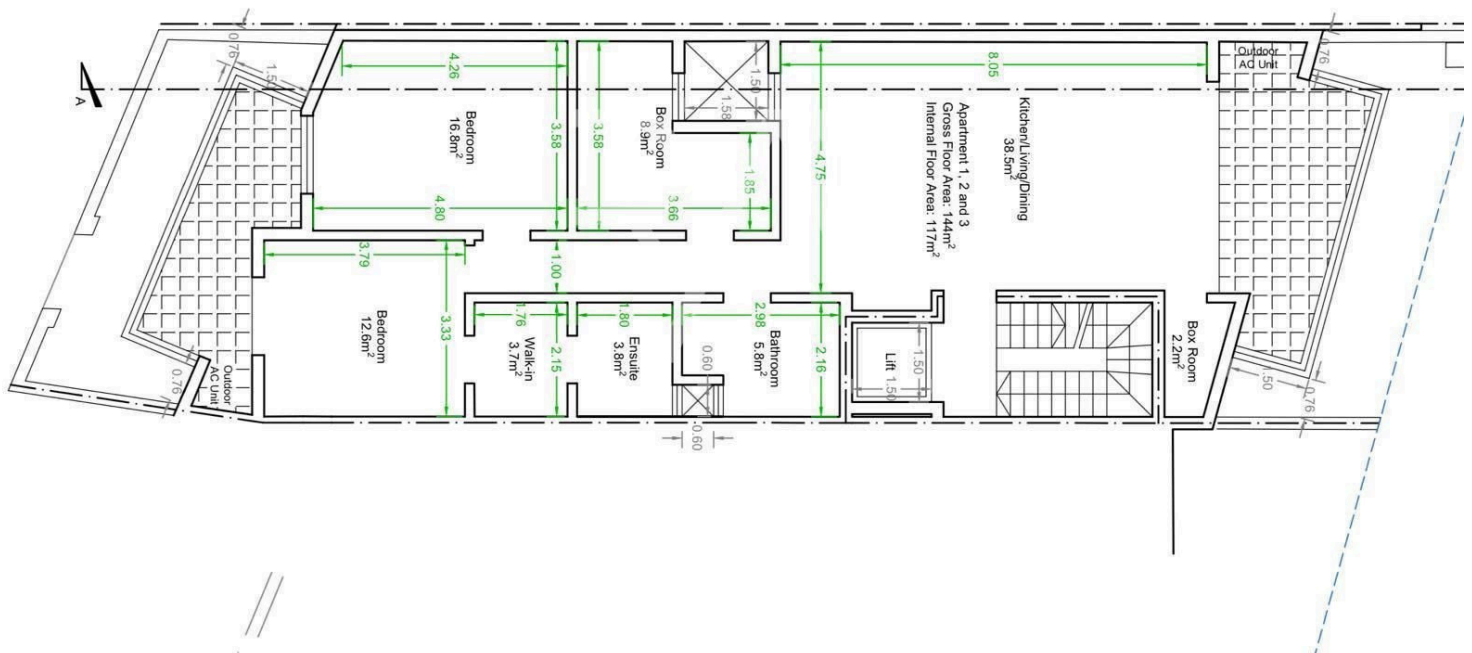 0.76
1.50
A
Outdoor
AC Unit
0.76
4.26
Bedroom
16.8m²
3.58
4.80
3.58
Box Room
8.9m²
1.50
1.58
1.85
3.66
8.05
4.75
Apartment 1, 2 and 3
Gross Floor Area: 144m²
Internal Floor Area: 117m²
Kitchen/Living/Dining
38.5m²
Outdoor
AC Unit
0.76
3.79
3.33
Bedroom
12.6m²
1.00
1.76
Walk-in
3.7m²
2.15
1.80
Ensuite
3.8m²
2.98
0.60
0.60
Bathroom
5.8m²
2.16
Lift
1.50
1.50
Box Room
2.2m²
1.50
0.76